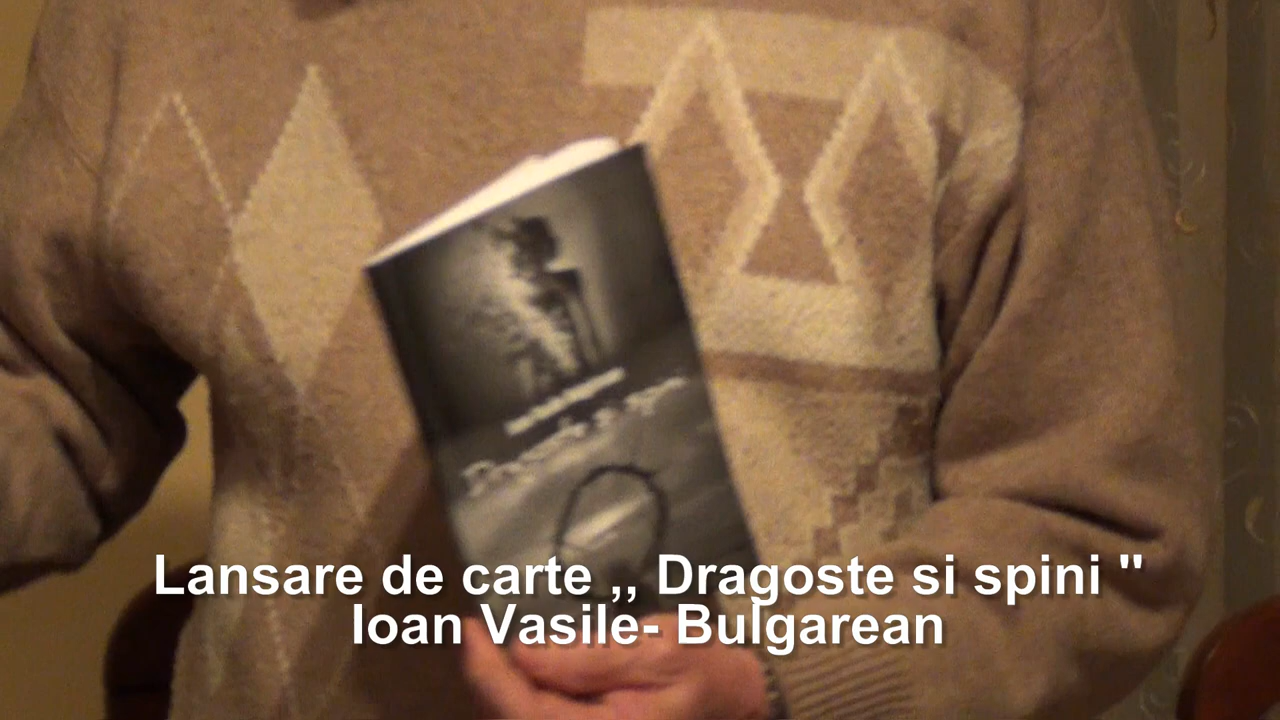 Lansare de carte ,, Dragoste si spini "
Ioan Vasile- Bulgarean